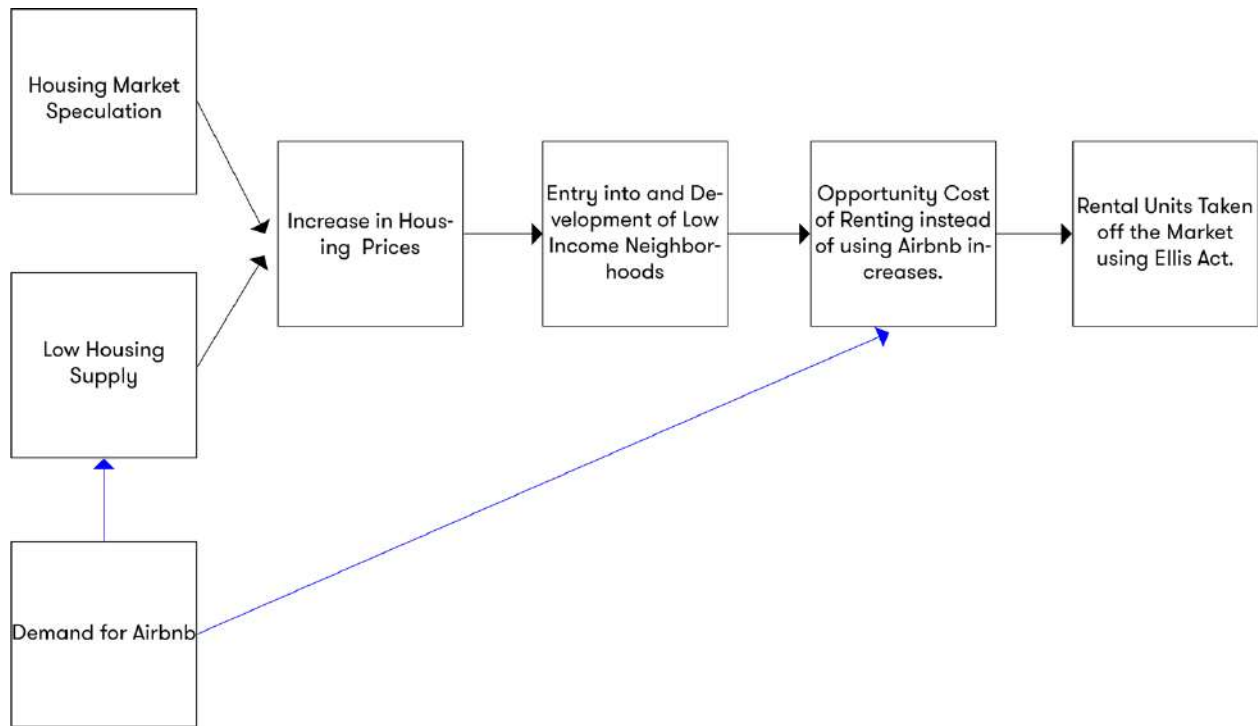 Housing Market
Speculation
Increase in Hous-
ing Prices
Entry into and De-
velopment of Low
Income Neighbor-
hoods
Opportunity Cost
of Renting instead
of using Airbnb in-
creases.
Rental Units Taken
off the Market
using Ellis Act.
Low Housing
Supply
Demand for Airbnb